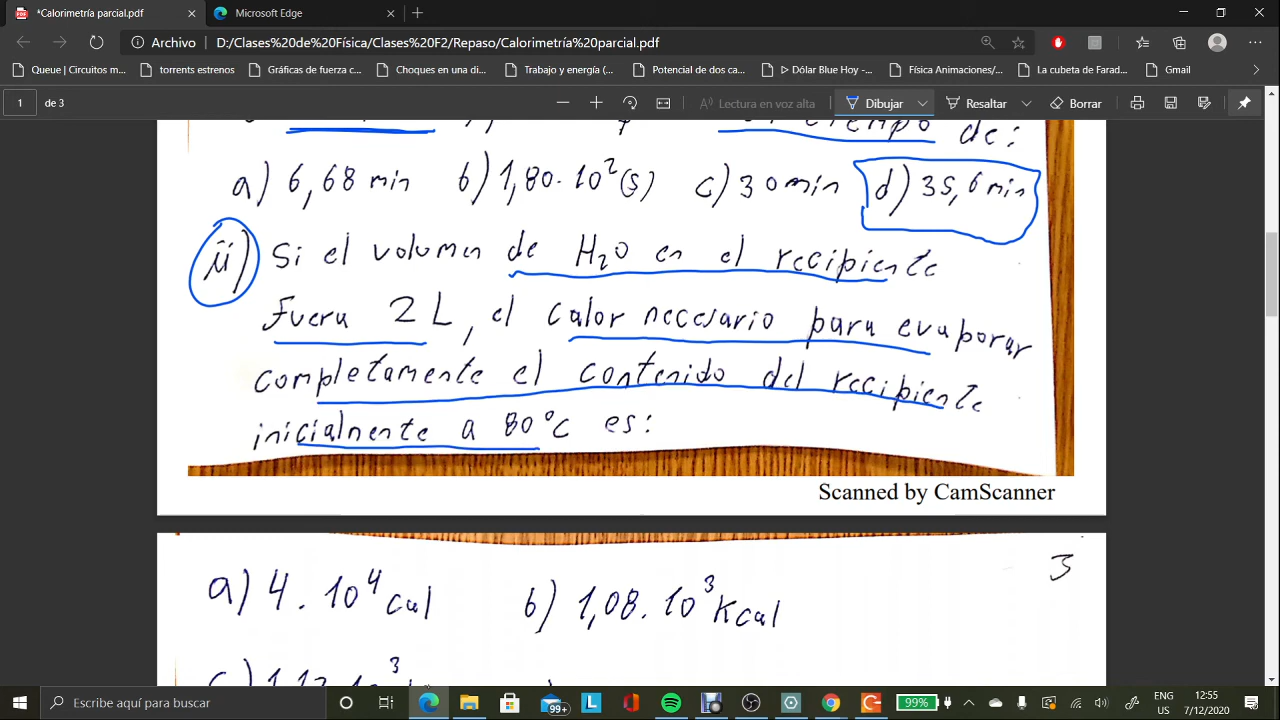 *Calorimetría parcial.pdf
Microsoft Edge
Archivo D:/Clases%20de%20Física/Clases%20F2/Repaso/Calorimetría%20parcial.pdf
Queue | Circuitos m... torrents estrenos Gráficas de fuerza c... Choques en una di... Trabajo y energía (... Potencial de dos ca... Dólar Blue Hoy -... Física Animaciones/... La cubeta de Farad... Gmail
1 de 3 Lectura en voz alta Dibujar Resaltar Borrar
de:
a) 6,68 min b) 1,80.10²(s) c) 30min d) 35,6 min
ii) Si el volumen de H₂O en el recipiente
Fuera 2 L, el calor necesario para evaporar
completamente el contenido del recipiente
inicialmente a 80°C es:
Scanned by CamScanner
3
a) 4.10⁴ cal b) 1,08.10³ Kcal
Escribe aquí para buscar
99+
99%
ENG
US
12:55
7/12/2020